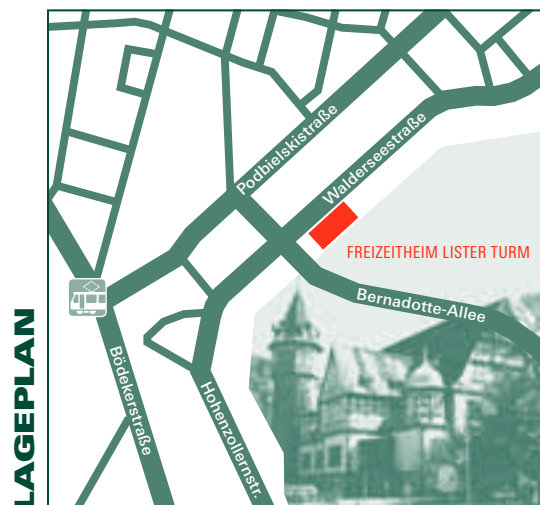 LAGEPLAN
Podbielskistraße
Walderseestraße
FREIZEITHEIM LISTER TURM
Bernadotte-Allee
Bödekerstraße
Hohenzollernstr.